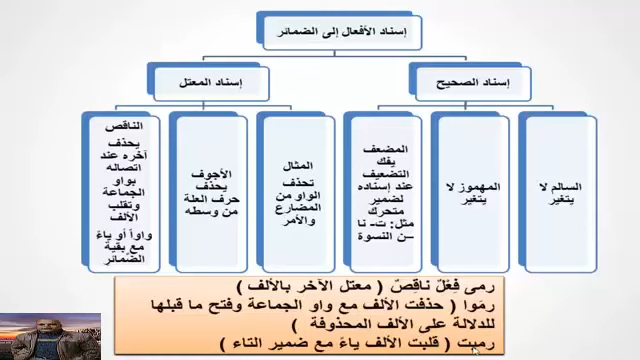 إسناد الأفعال إلى الضمائر
إسناد الصحيح
إسناد المعتل
السالم لا
يتغير
المهموز لا
يتغير
المضعف
يفك
التضعيف
عند إسناده
لضمير
متحرك
مثل: ت- نا
–ن النسوة
المثال
تحذف
الواو من
المضارع
والأمر
الأجوف
يحذف
حرف العلة
من وسطه
الناقص
يحذف
آخره عند
اتصاله
بواو
الجماعة
وتقلب
الألف
واواً أو ياءً
مع بقية
الضمائر
رمى فِعْلٌ ناقِصٌ ( معتل الآخر بالألف )
رمَوا ( حذفت الألف مع واو الجماعة وفتح ما قبلها
للدلالة على الألف المحذوفة )
رميت ( قلبت الألف ياءً مع ضمير التاء )